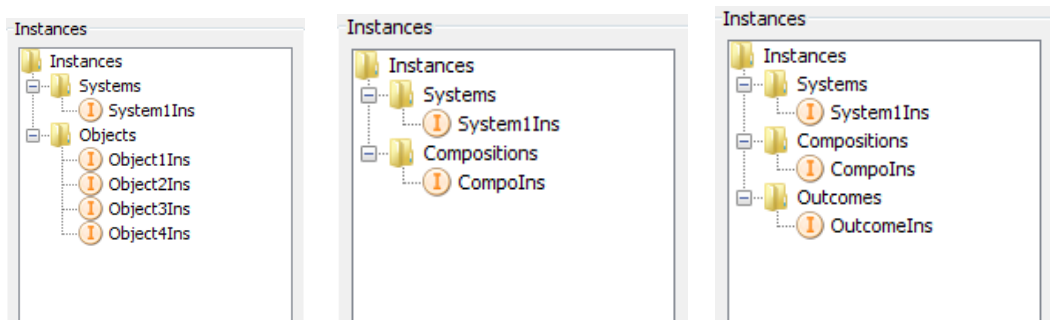 Instances
Instances
Systems
System1Ins
Objects
Object1Ins
Object2Ins
Object3Ins
Object4Ins
Instances
Instances
Systems
System1Ins
Compositions
CompoIns
Instances
Instances
Systems
System1Ins
Compositions
CompoIns
Outcomes
OutcomeIns